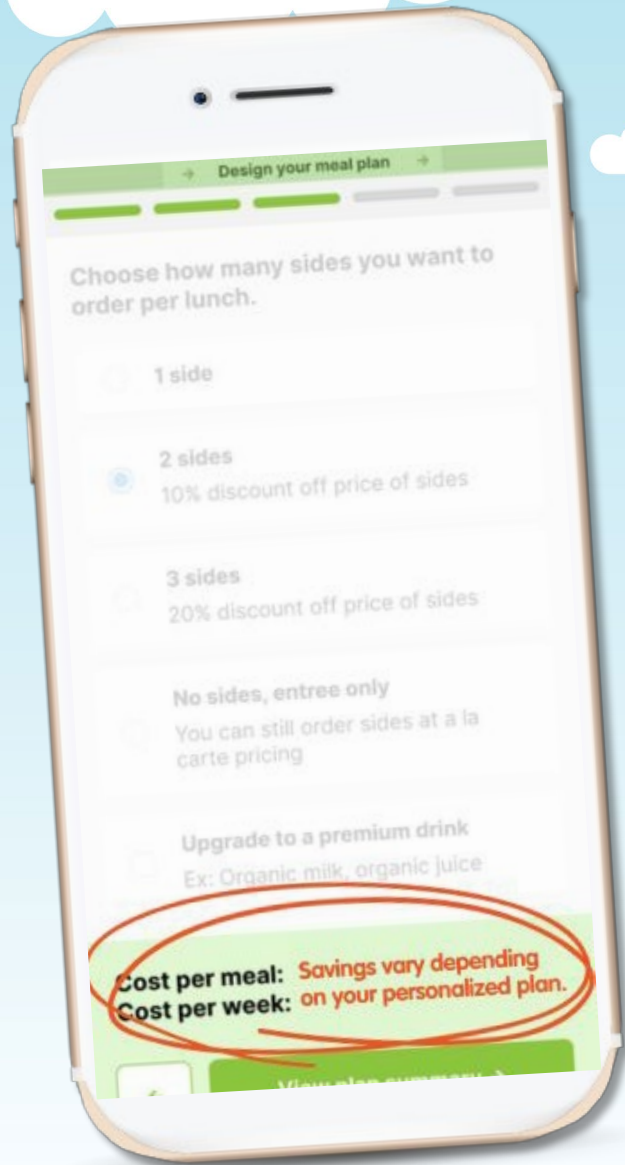 → Design your meal plan →
Choose how many sides you want to
order per lunch.
1 side
2 sides
10% discount off price of sides
3 sides
20% discount off price of sides
No sides, entree only
You can still order sides at a la
carte pricing
Upgrade to a premium drink
Ex: Organic milk, organic juice
Cost per meal: Savings vary depending
Cost per week: on your personalized plan.
View plan summary →